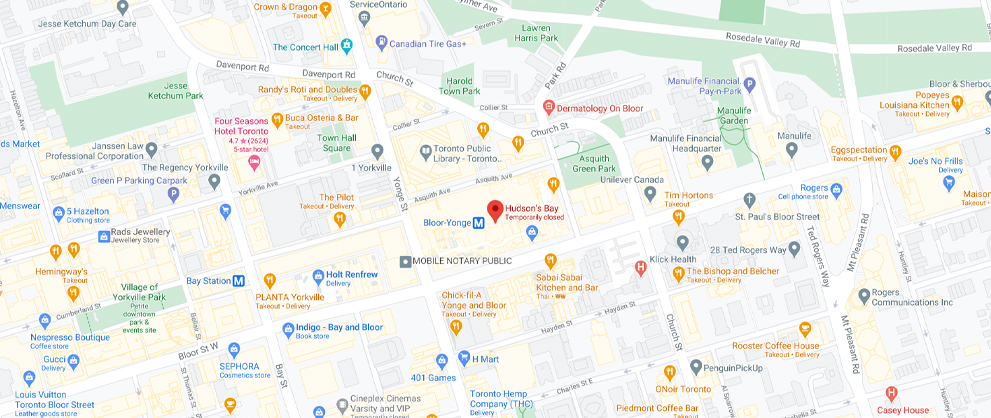 Jesse Ketchum Day Care
Crown & Dragon
Takeout
ServiceOntario
Severn St
Lawren
Harris Park
Rosedale Valley Rd
Rosedale Valley Rd
The Concert Hall
Canadian Tire Gas+
Davenport Rd
Davenport Rd
Church St
Park Rd
Harold
Town Park
Jesse
Ketchum Park
Randy's Roti and Doubles
Takeout • Delivery
Manulife Financial,
Pay-n-Park
Bloor & Sherbou
Popeyes
Louisiana Kitchen
Takeout • Delivery
Hazelton Ave
Collier St
Dermatology On Bloor
Manulife
Garden
Four Seasons
Hotel Toronto
4.7 ★ (2624)
5-star hotel
Buca Osteria & Bar
Takeout
Collier St
Church St
Manulife Financial
Headquarter
Manulife
ds Market
Janssen Law
Professional Corporation
Town Hall
Square
Toronto Public
Library - Toronto...
Asquith
Green Park
Eggspectation
Takeout • Delivery
Joe's No Frills
Delivery
The Regency Yorkville
1 Yorkville
Scollard St
Green P Parking Carpark
Yorkville Ave
Asquith Ave
Asquith Ave
Unilever Canada
Rogers
Cell phone store
Tim Hortons
Takeout • Delivery
Maison
Take
Menswear
5 Hazelton
Clothing store
The Pilot
Takeout • Delivery
Yonge St
Hudson's Bay
Temporarily closed
Bloor-Yonge
St. Paul's Bloor Street
Rads Jewellery
Jewellery Store
Ted Rogers Way
Mt Pleasant Rd
28 Ted Rogers Way
Klick Health
Hemingway's
Takeout • Delivery
MOBILE NOTARY PUBLIC
Bay Station
Holt Renfrew
Delivery
Sabai Sabai
Kitchen and Bar
Thai
The Bishop and Belcher
Takeout • Delivery
PLANTA Yorkville
Takeout • Delivery
Village of
Yorkville Park
Petite
downtown
park &
events site
Chick-fil-A
Yonge and Bloor
Takeout • Delivery
Rogers
Communications Inc
Huntley
Cumberland St
Hayden St
Hayden St
Church St
Mt Pleasant Rd
Nespresso Boutique
Coffee store
Indigo - Bay and Bloor
Book store
Bloor St W
Rooster Coffee House
Takeout • Delivery
Gucci
Delivery
SEPHORA
Cosmetics store
Bay St
H Mart
401 Games
PenguinPickUp
Louis Vuitton
Toronto Bloor Street
Leather goods store
St Thomas St
Charles St E
ONoir Toronto
Takeout • Delivery
Cineplex Cinemas
Varsity and VIP
Temporarily closed
Toronto Hemp
Company (THC)
Delivery
Piedmont Coffee Bar
Takeout
Casey House
Huntley St